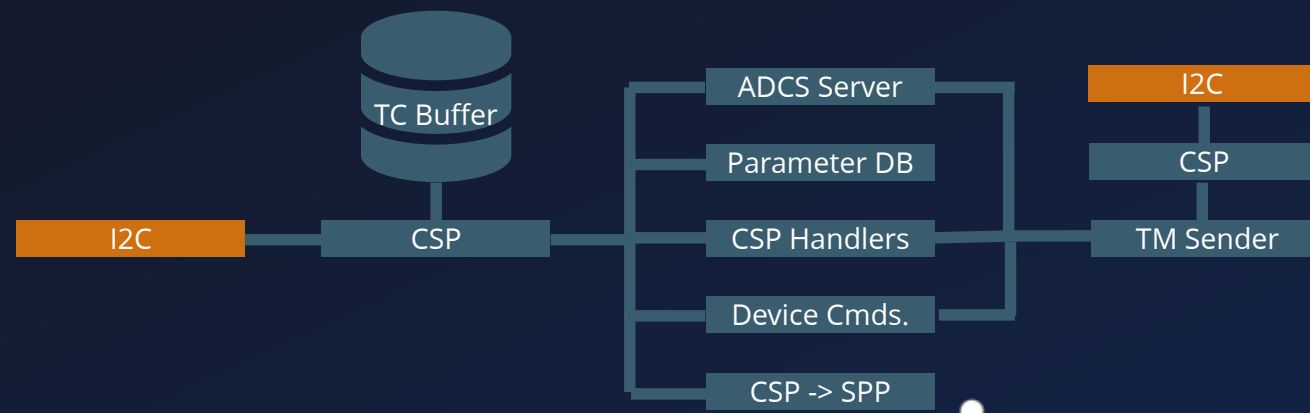 TC Buffer
I2C
CSP
ADCS Server
Parameter DB
CSP Handlers
Device Cmds.
CSP -> SPP
I2C
CSP
TM Sender